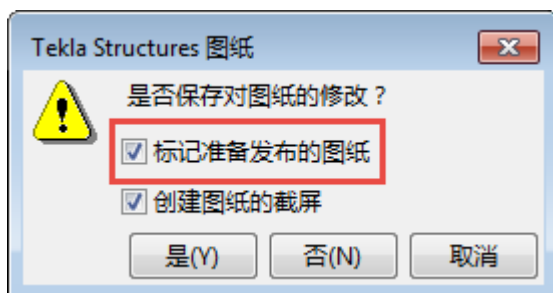 Tekla Structures 图纸
是否保存对图纸的修改？
标记准备发布的图纸
创建图纸的截屏
是(Y) 否(N) 取消